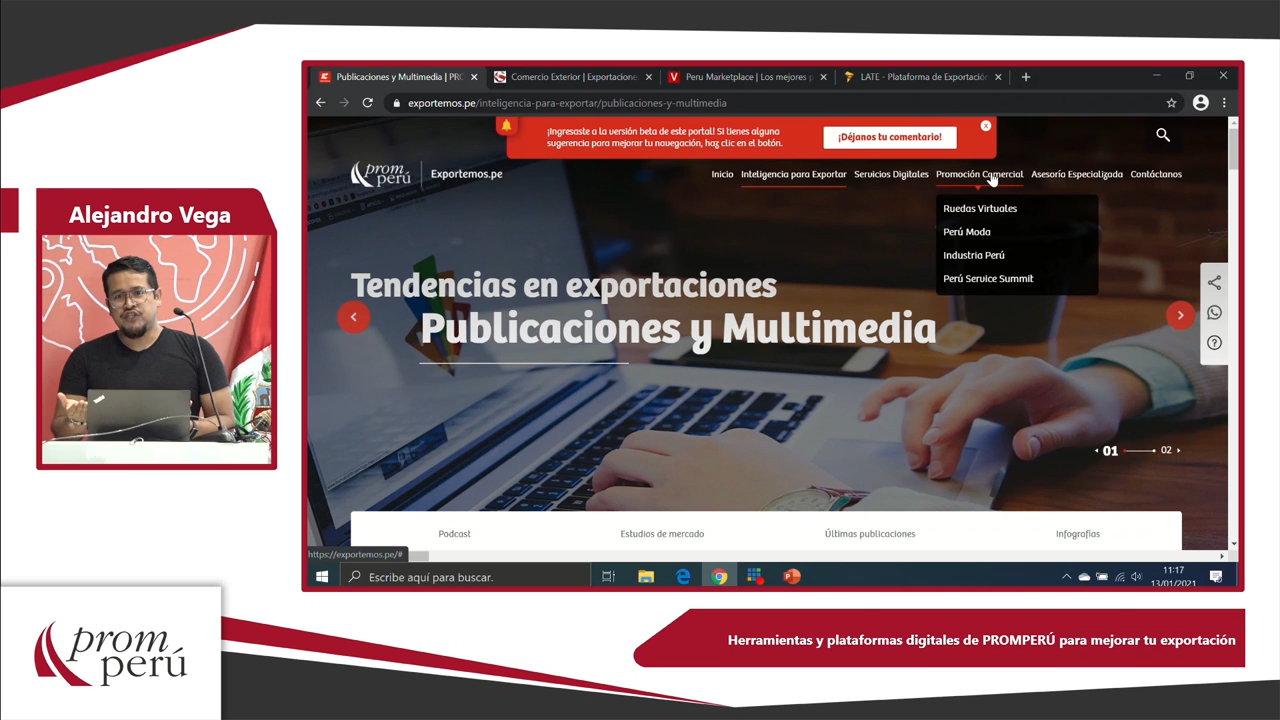 Alejandro Vega
Publicaciones y Multimedia | PRC
Comercio Exterior | Exportacione
Peru Marketplace | Los mejores p
LATE - Plataforma de Exportació
exportemos.pe/inteligencia-para-exportar/publicaciones-y-multimedia
¡Ingresaste a la versión beta de este portal! Si tienes alguna
sugerencia para mejorar tu navegación, haz clic en el botón.
¡Déjanos tu comentario!
prom
perú
Exportemos.pe
Inicio
Inteligencia para Exportar
Servicios Digitales
Promoción Comercial
Asesoría Especializada
Contáctanos
Ruedas Virtuales
Perú Moda
Industria Perú
Perú Service Summit
Tendencias en exportaciones
Publicaciones y Multimedia
01
02
Podcast
Estudios de mercado
Últimas publicaciones
Infografías
https://exportemos.pe/#
Escribe aquí para buscar.
11:17
13/01/2021
prom
perú
Herramientas y plataformas digitales de PROMPERÚ para mejorar tu exportación